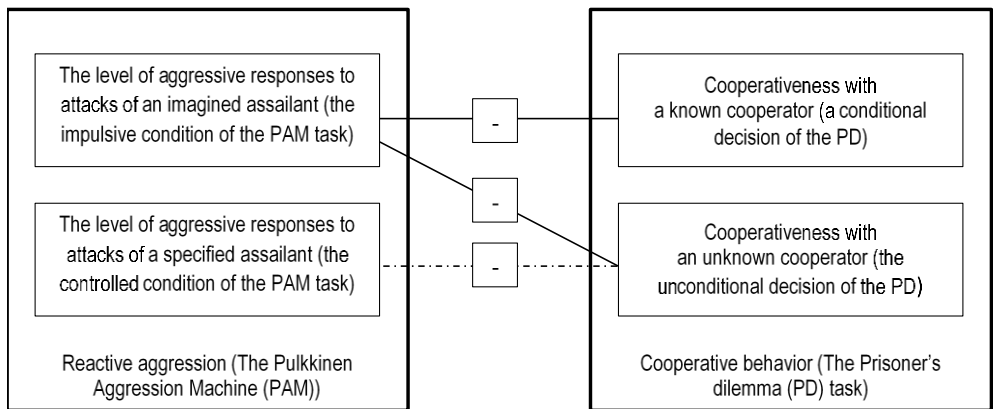 The level of aggressive responses to
attacks of an imagined assailant (the
impulsive condition of the PAM task)
The level of aggressive responses to
attacks of a specified assailant (the
controlled condition of the PAM task)
Reactive aggression (The Pulkkinen
Aggression Machine (PAM))
-
-
-
Cooperativeness with
a known cooperator (a conditional
decision of the PD)
Cooperativeness with
an unknown cooperator (the
unconditional decision of the PD)
Cooperative behavior (The Prisoner’s
dilemma (PD) task)